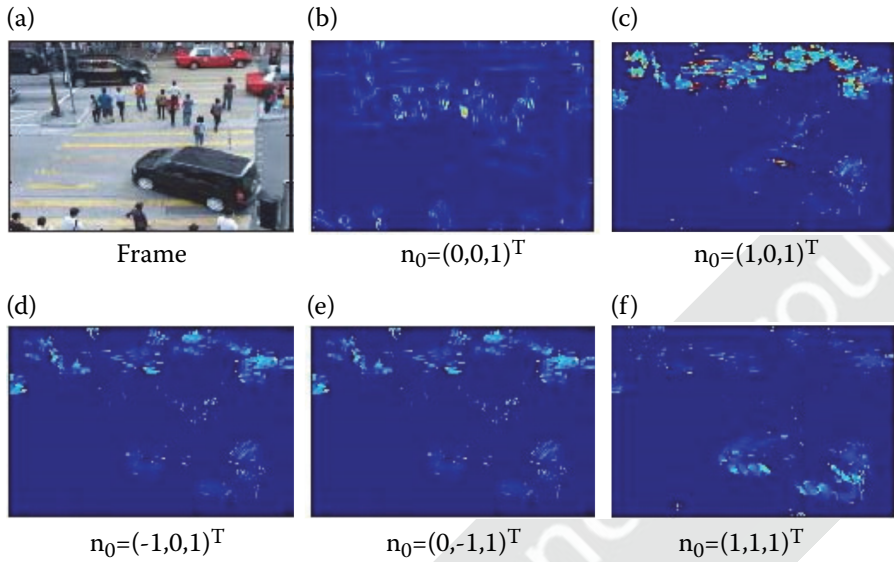 (a)
(b)
(c)
Frame
n₀=(0,0,1)ᵀ
n₀=(1,0,1)ᵀ
(d)
(e)
(f)
n₀=(-1,0,1)ᵀ
n₀=(0,-1,1)ᵀ
n₀=(1,1,1)ᵀ